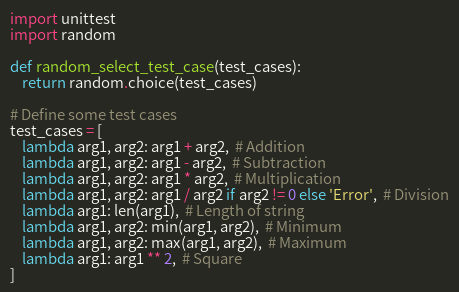 import unittest
import random

def random_select_test_case(test_cases):
    return random.choice(test_cases)

# Define some test cases
test_cases = [
    lambda arg1, arg2: arg1 + arg2,  # Addition
    lambda arg1, arg2: arg1 - arg2,  # Subtraction
    lambda arg1, arg2: arg1 * arg2,  # Multiplication
    lambda arg1, arg2: arg1 / arg2 if arg2 != 0 else 'Error',  # Division
    lambda arg1: len(arg1),  # Length of string
    lambda arg1, arg2: min(arg1, arg2),  # Minimum
    lambda arg1, arg2: max(arg1, arg2),  # Maximum
    lambda arg1: arg1 ** 2,  # Square
]